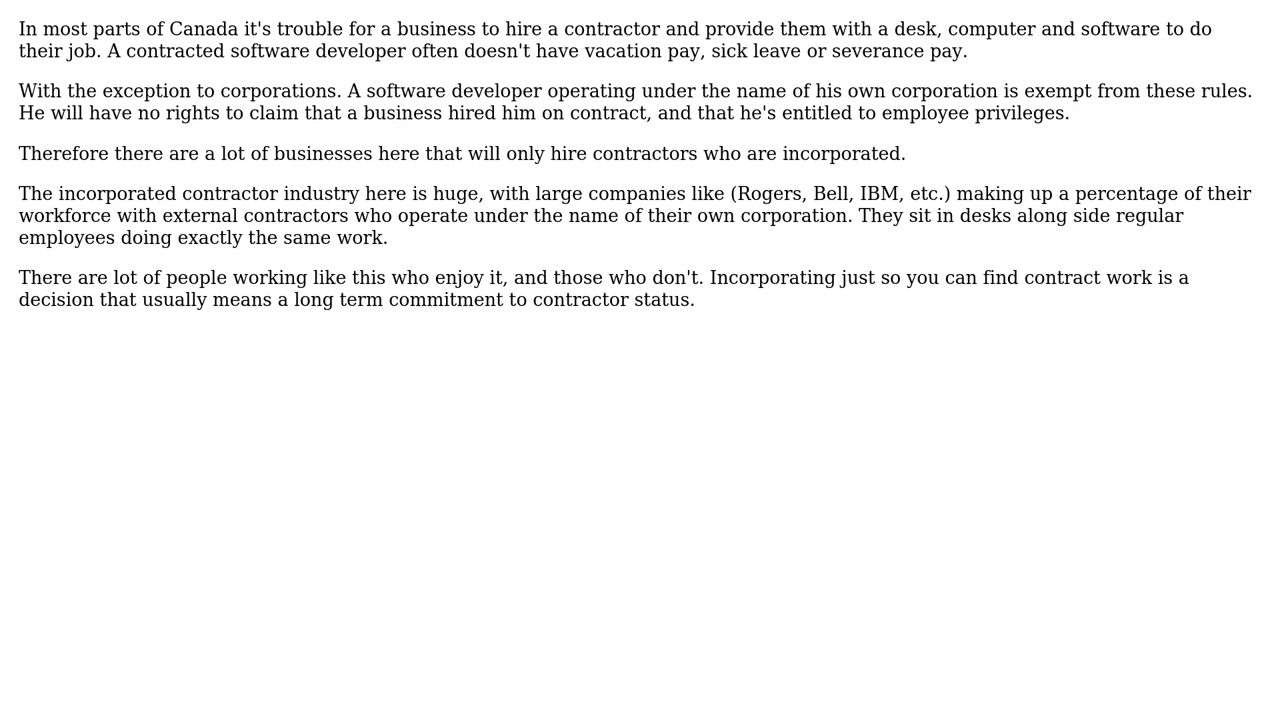 In most parts of Canada it's trouble for a business to hire a contractor and provide them with a desk, computer and software to do
their job. A contracted software developer often doesn't have vacation pay, sick leave or severance pay.
With the exception to corporations. A software developer operating under the name of his own corporation is exempt from these rules.
He will have no rights to claim that a business hired him on contract, and that he's entitled to employee privileges.
Therefore there are a lot of businesses here that will only hire contractors who are incorporated.
The incorporated contractor industry here is huge, with large companies like (Rogers, Bell, IBM, etc.) making up a percentage of their
workforce with external contractors who operate under the name of their own corporation. They sit in desks along side regular
employees doing exactly the same work.
There are lot of people working like this who enjoy it, and those who don't. Incorporating just so you can find contract work is a
decision that usually means a long term commitment to contractor status.